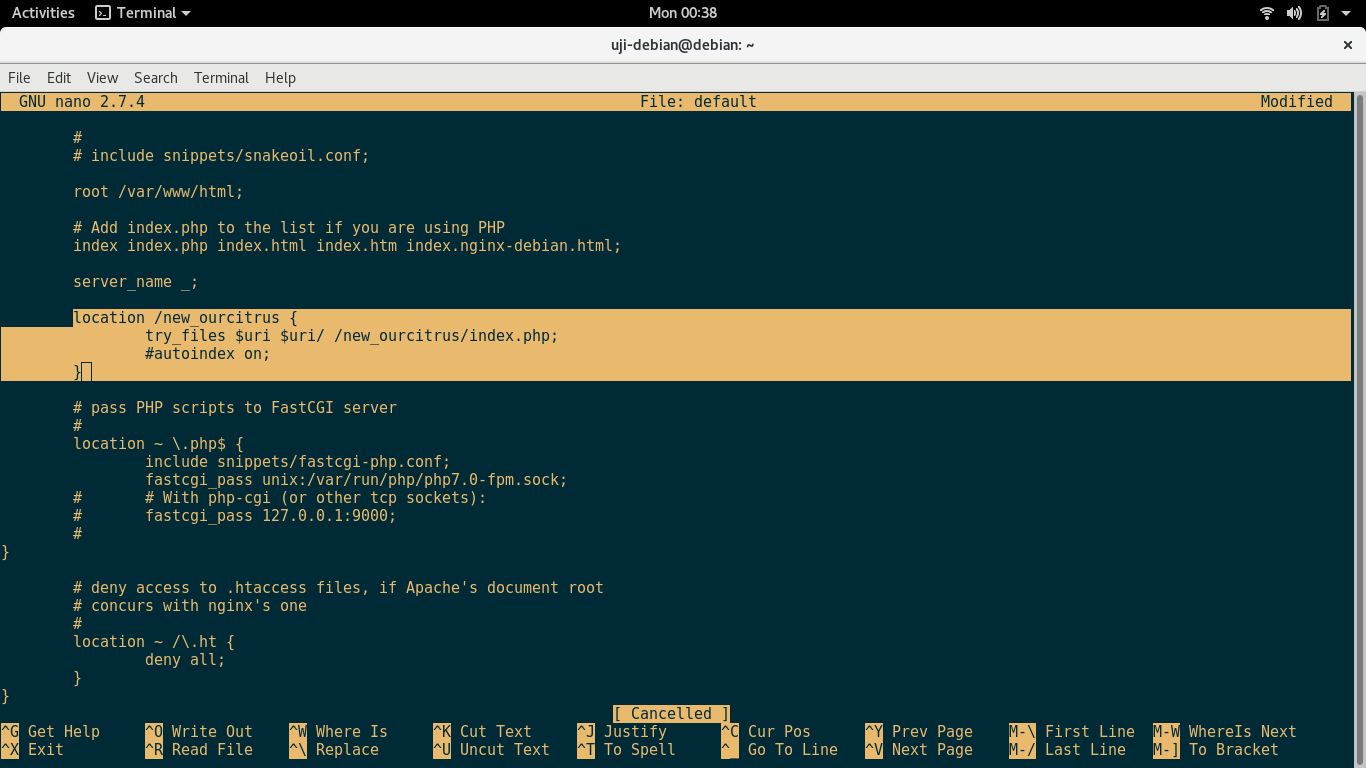 Activities Terminal Mon 00:38
uji-debian@debian: ~ ×
File Edit View Search Terminal Help
GNU nano 2.7.4 File: default Modified
#
# include snippets/snakeoil.conf;
root /var/www/html;
# Add index.php to the list if you are using PHP
index index.php index.html index.htm index.nginx-debian.html;
server_name _;
location /new_ourcitrus {
try_files $uri $uri/ /new_ourcitrus/index.php;
#autoindex on;
}
# pass PHP scripts to FastCGI server
#
location ~ \.php$ {
include snippets/fastcgi-php.conf;
fastcgi_pass unix:/var/run/php/php7.0-fpm.sock;
# # With php-cgi (or other tcp sockets):
# fastcgi_pass 127.0.0.1:9000;
#
}
# deny access to .htaccess files, if Apache's document root
# concurs with nginx's one
#
location ~ /\.ht {
deny all;
}
}
[ Cancelled ]
^G Get Help ^O Write Out ^W Where Is ^K Cut Text ^J Justify ^C Cur Pos ^Y Prev Page M-\ First Line M-W WhereIs Next
^X Exit ^R Read File ^\ Replace ^U Uncut Text ^T To Spell ^_ Go To Line ^V Next Page M-/ Last Line M-] To Bracket